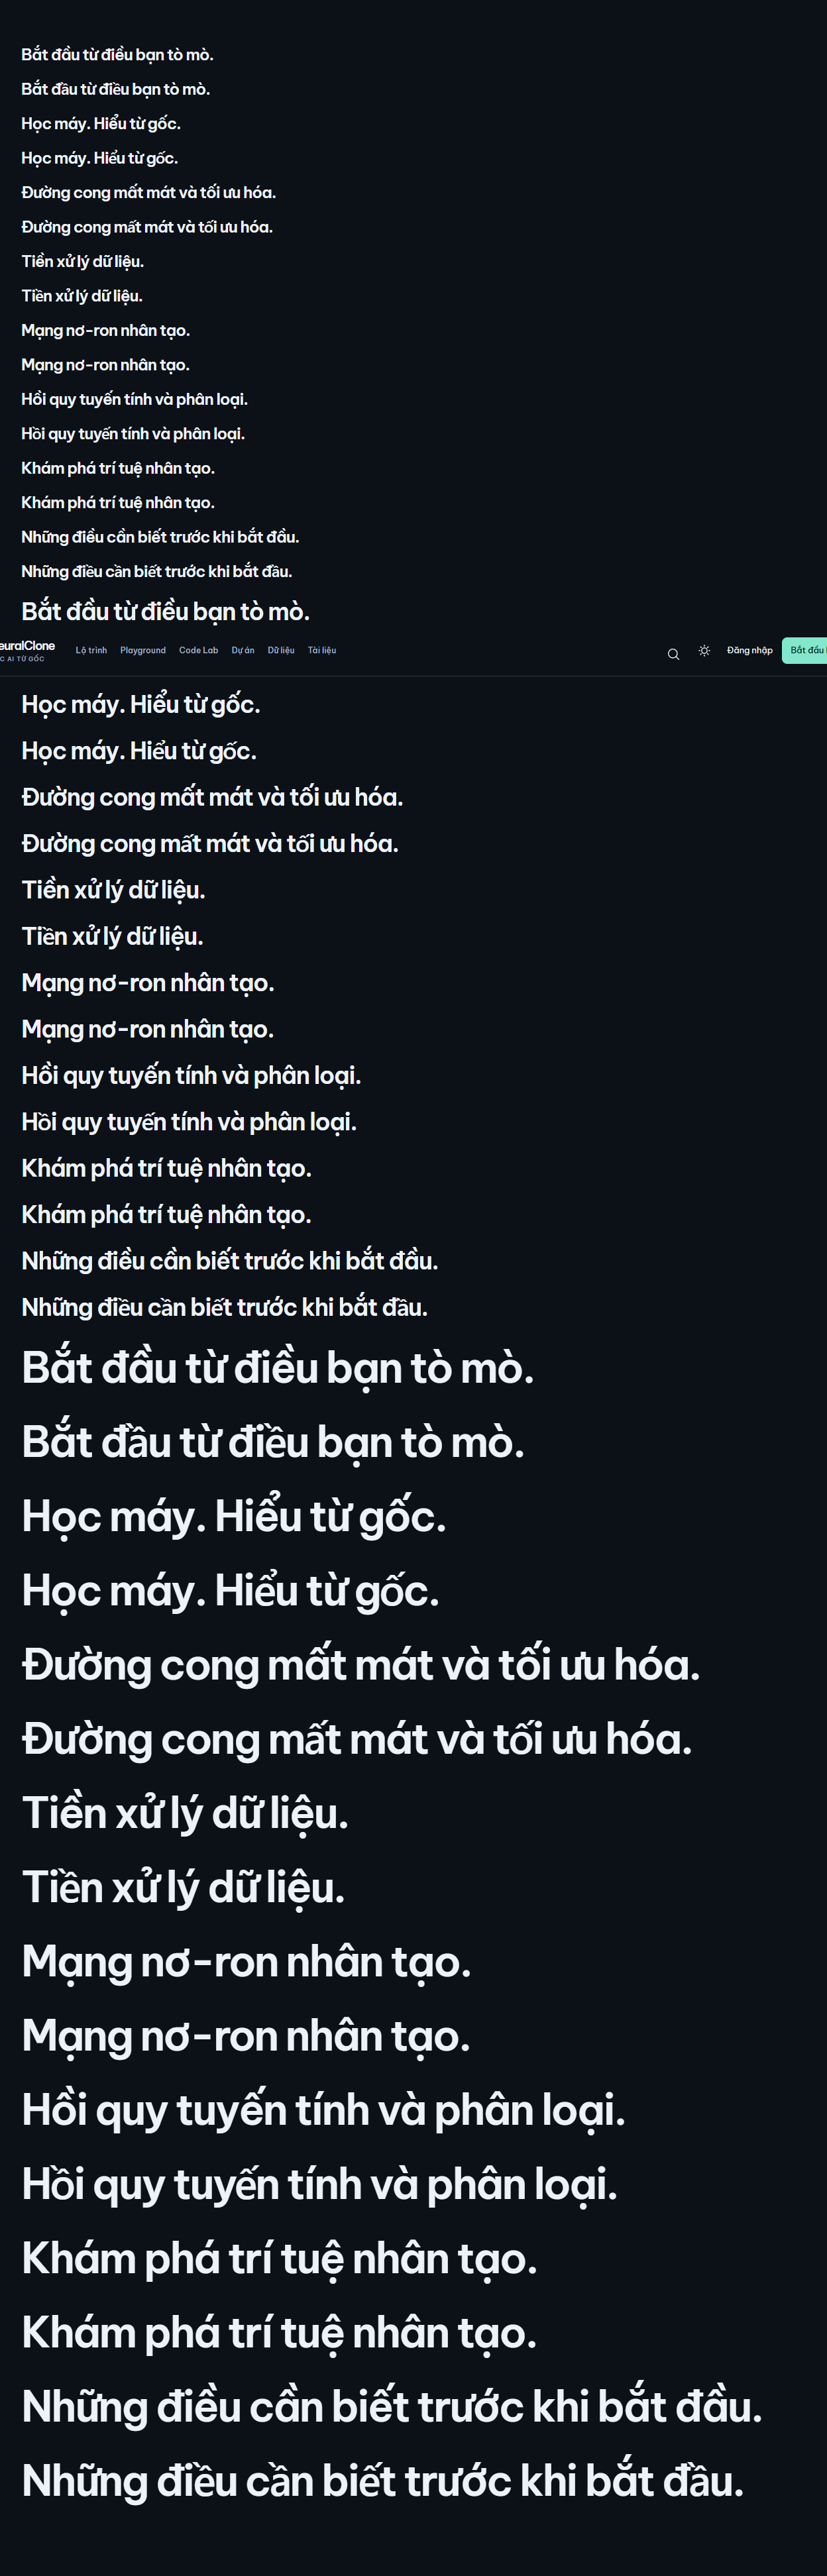 Bắt đầu từ điều bạn tò mò.
Bắt đầu từ điều bạn tò mò.
Học máy. Hiểu từ gốc.
Học máy. Hiểu từ gốc.
Đường cong mất mát và tối ưu hóa.
Đường cong mất mát và tối ưu hóa.
Tiền xử lý dữ liệu.
Tiền xử lý dữ liệu.
Mạng nơ-ron nhân tạo.
Mạng nơ-ron nhân tạo.
Hồi quy tuyến tính và phân loại.
Hồi quy tuyến tính và phân loại.
Khám phá trí tuệ nhân tạo.
Khám phá trí tuệ nhân tạo.
Những điều cần biết trước khi bắt đầu.
Những điều cần biết trước khi bắt đầu.
Bắt đầu từ điều bạn tò mò.
euralClone Lộ trình Playground Code Lab Dự án Dữ liệu Tài liệu Đăng nhập Bắt đầu
C AI TỪ GỐC
Học máy. Hiểu từ gốc.
Học máy. Hiểu từ gốc.
Đường cong mất mát và tối ưu hóa.
Đường cong mất mát và tối ưu hóa.
Tiền xử lý dữ liệu.
Tiền xử lý dữ liệu.
Mạng nơ-ron nhân tạo.
Mạng nơ-ron nhân tạo.
Hồi quy tuyến tính và phân loại.
Hồi quy tuyến tính và phân loại.
Khám phá trí tuệ nhân tạo.
Khám phá trí tuệ nhân tạo.
Những điều cần biết trước khi bắt đầu.
Những điều cần biết trước khi bắt đầu.
Bắt đầu từ điều bạn tò mò.
Bắt đầu từ điều bạn tò mò.
Học máy. Hiểu từ gốc.
Học máy. Hiểu từ gốc.
Đường cong mất mát và tối ưu hóa.
Đường cong mất mát và tối ưu hóa.
Tiền xử lý dữ liệu.
Tiền xử lý dữ liệu.
Mạng nơ-ron nhân tạo.
Mạng nơ-ron nhân tạo.
Hồi quy tuyến tính và phân loại.
Hồi quy tuyến tính và phân loại.
Khám phá trí tuệ nhân tạo.
Khám phá trí tuệ nhân tạo.
Những điều cần biết trước khi bắt đầu.
Những điều cần biết trước khi bắt đầu.